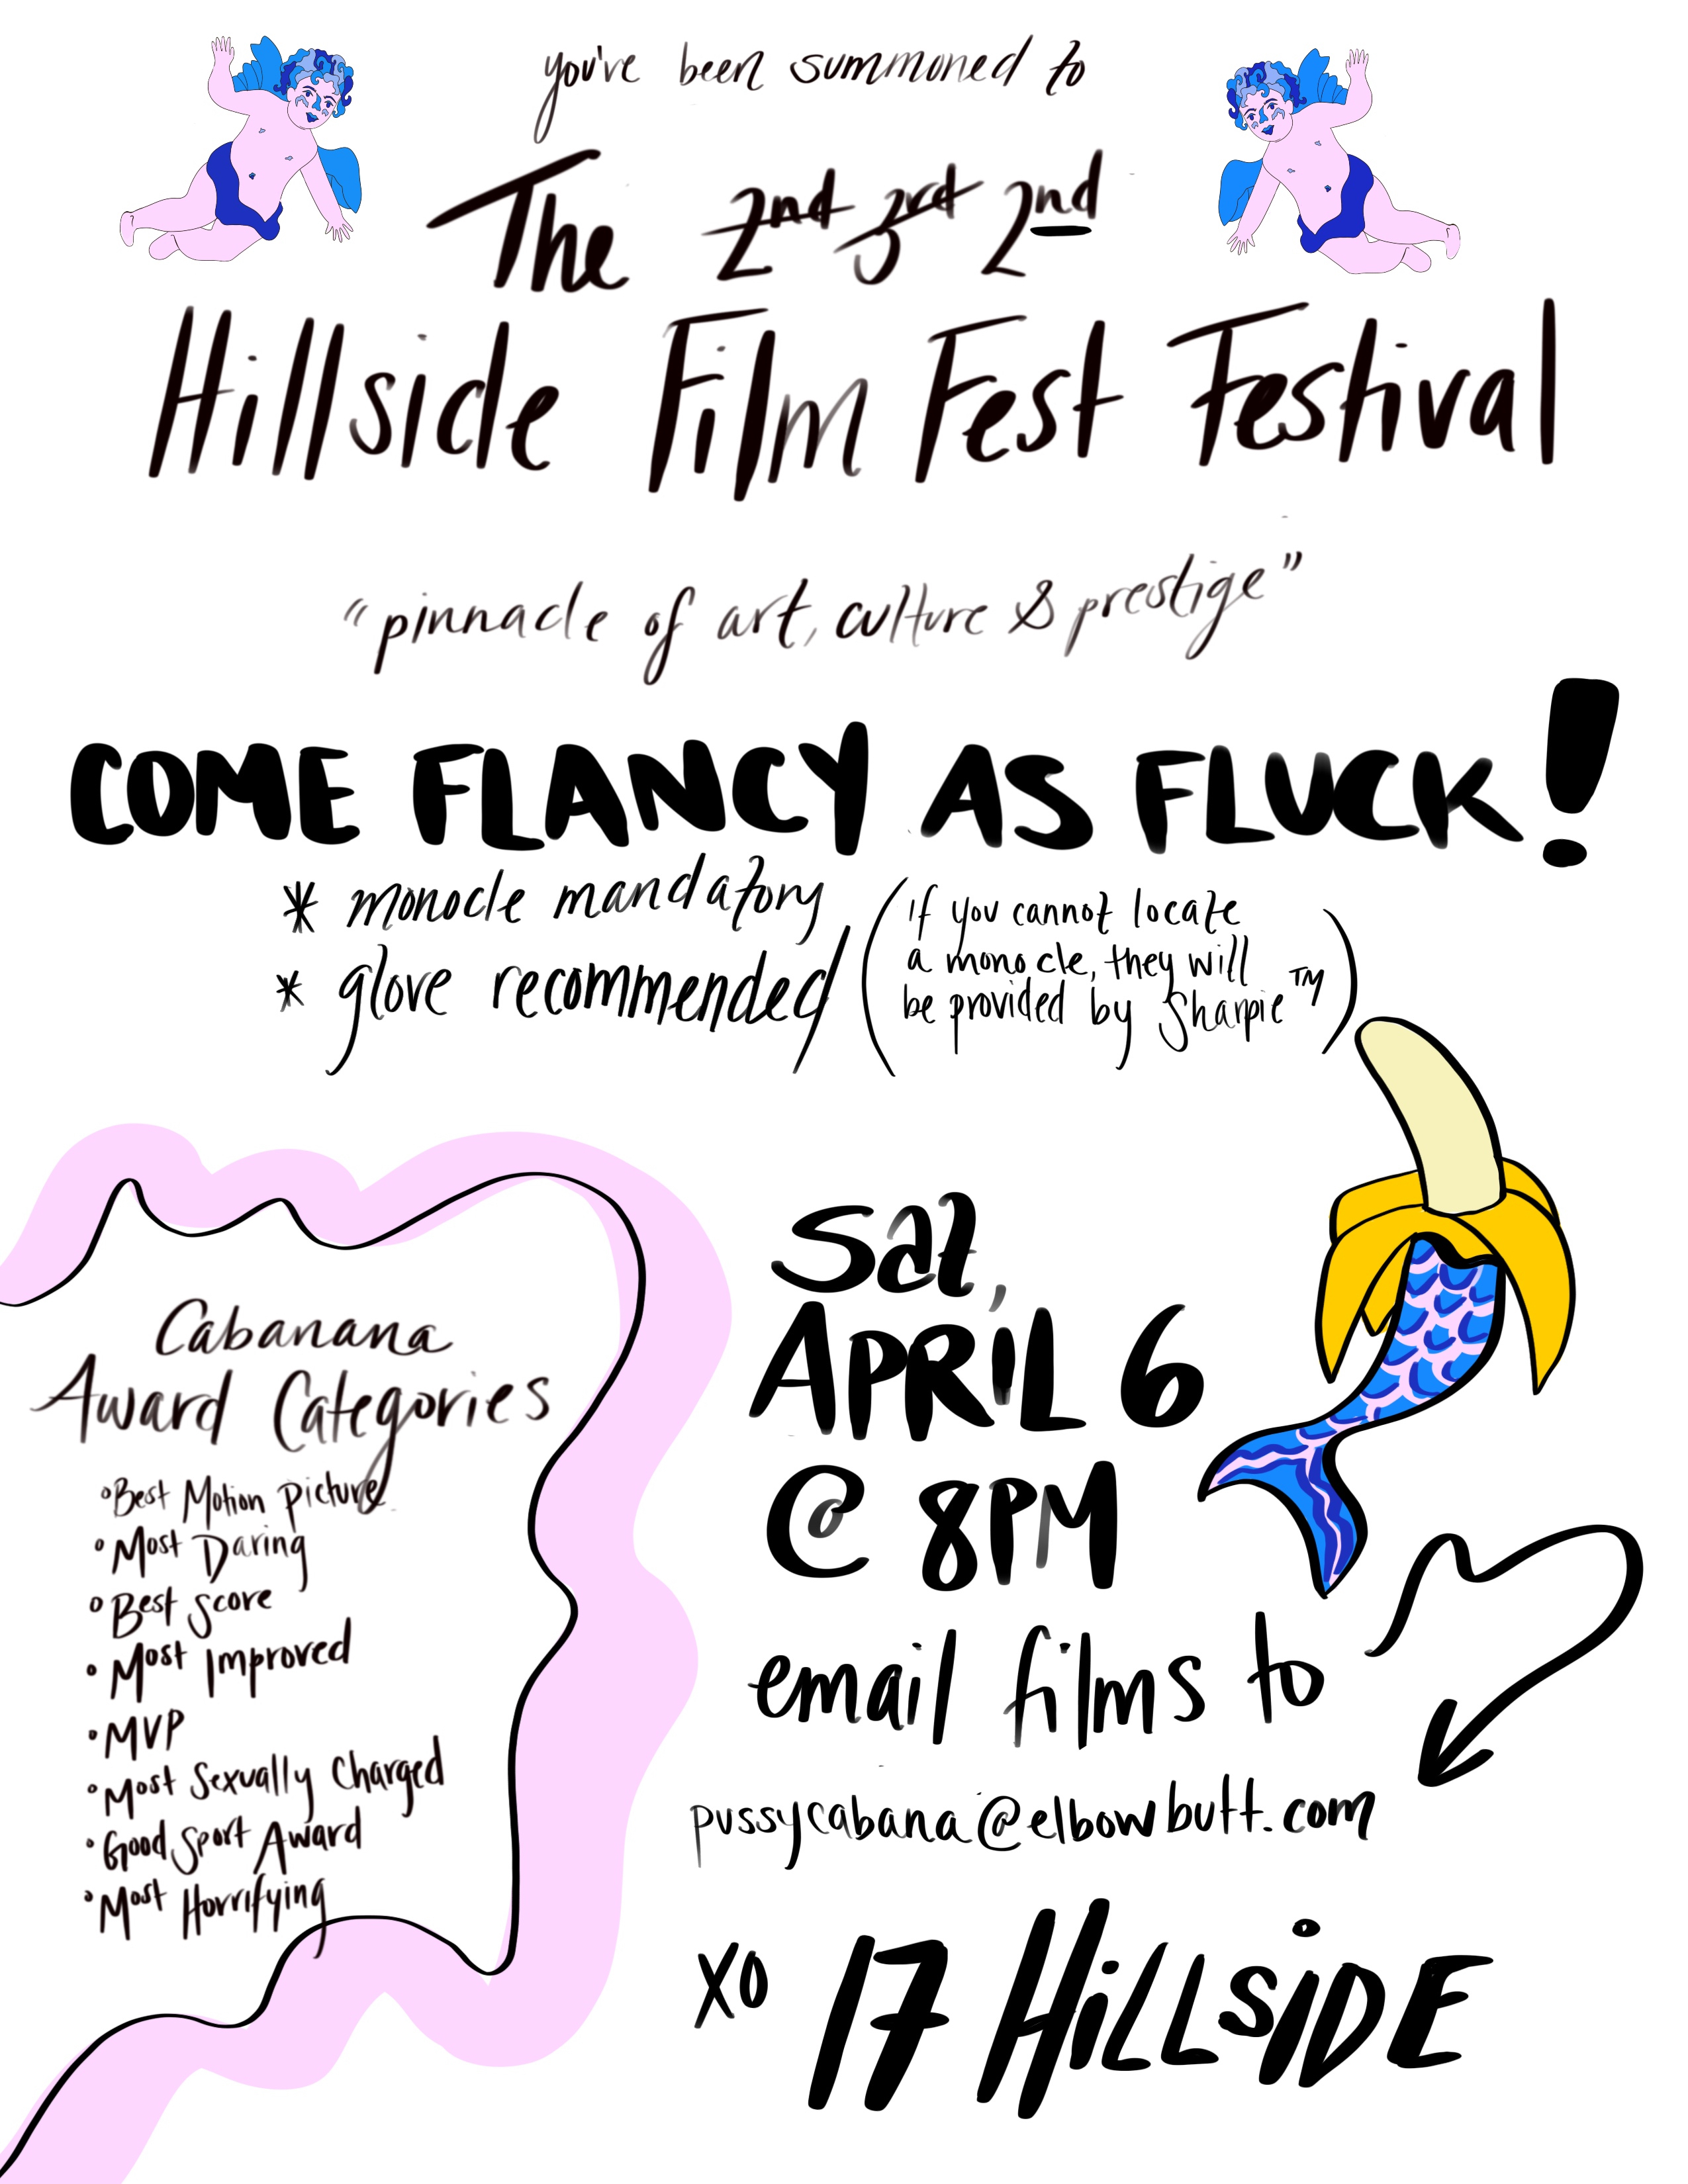 you've been summoned to
The 2nd 3rd 2nd
Hillside Film Fest Festival
"pinnacle of art, culture & prestige"
COME FLANCY AS FLUCK!
* monocle mandatory
* glove recommended/
(if you cannot locate
a monocle, they will
be provided by Sharpie™)
Cabanana
Award Categories
• Best Motion Picture
• Most Daring
• Best Score
• Most Improved
• MVP
• Most Sexually Charged
• Good Sport Award
• Most Horrifying
Sat,
APRIL 6
@ 8PM
email films to
pussycabana@elbowbutt.com
XO 17 HiLLSiDE